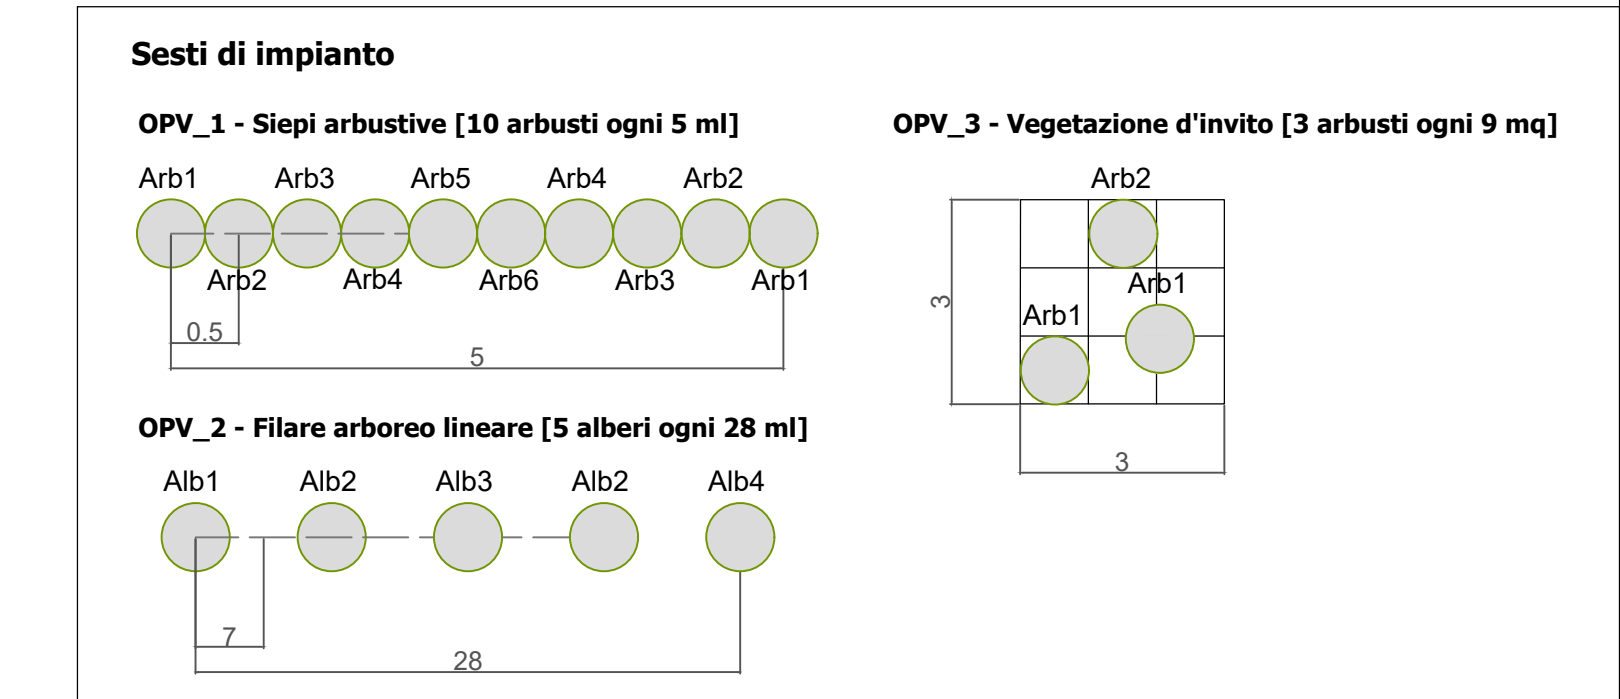 Sesti di impianto
OPV_1 - Siepi arbustive [10 arbusti ogni 5 ml]
Arb1 Arb3 Arb5 Arb4 Arb2
Arb2 Arb4 Arb6 Arb3 Arb1
0.5
5
OPV_2 - Filare arboreo lineare [5 alberi ogni 28 ml]
Alb1 Alb2 Alb3 Alb2 Alb4
7
28
OPV_3 - Vegetazione d'invito [3 arbusti ogni 9 mq]
Arb2
Arb1
Arb1
3
3